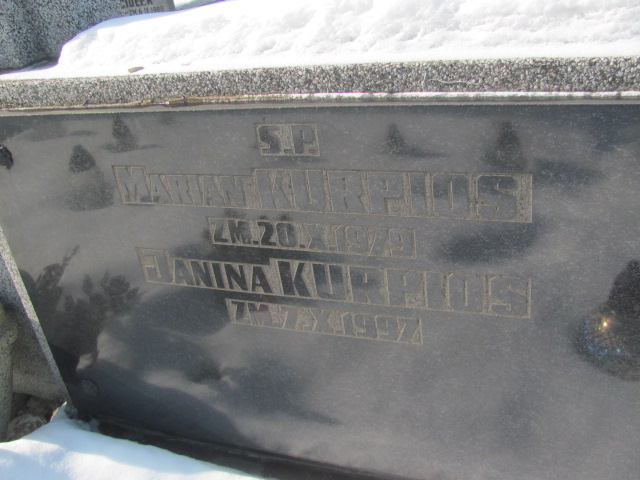 S.P.
MARIAN KURPIOS
ZM.20.X.1979
JANINA KURPIOS
ZM.7.X.1997